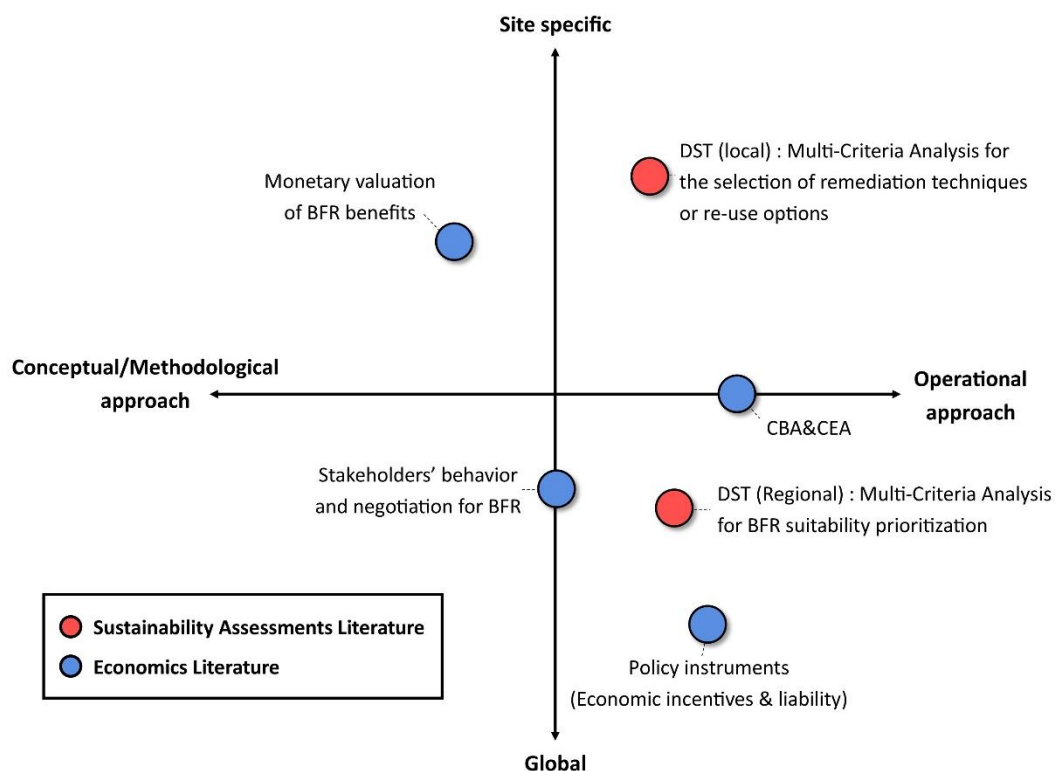 Site specific
DST (local) : Multi-Criteria Analysis for
the selection of remediation techniques
or re-use options
Monetary valuation
of BFR benefits
Conceptual/Methodological
approach
Operational
approach
CBA&CEA
Stakeholders’ behavior
and negotiation for BFR
DST (Regional) : Multi-Criteria Analysis
for BFR suitability prioritization
Sustainability Assessments Literature
Economics Literature
Policy instruments
(Economic incentives & liability)
Global